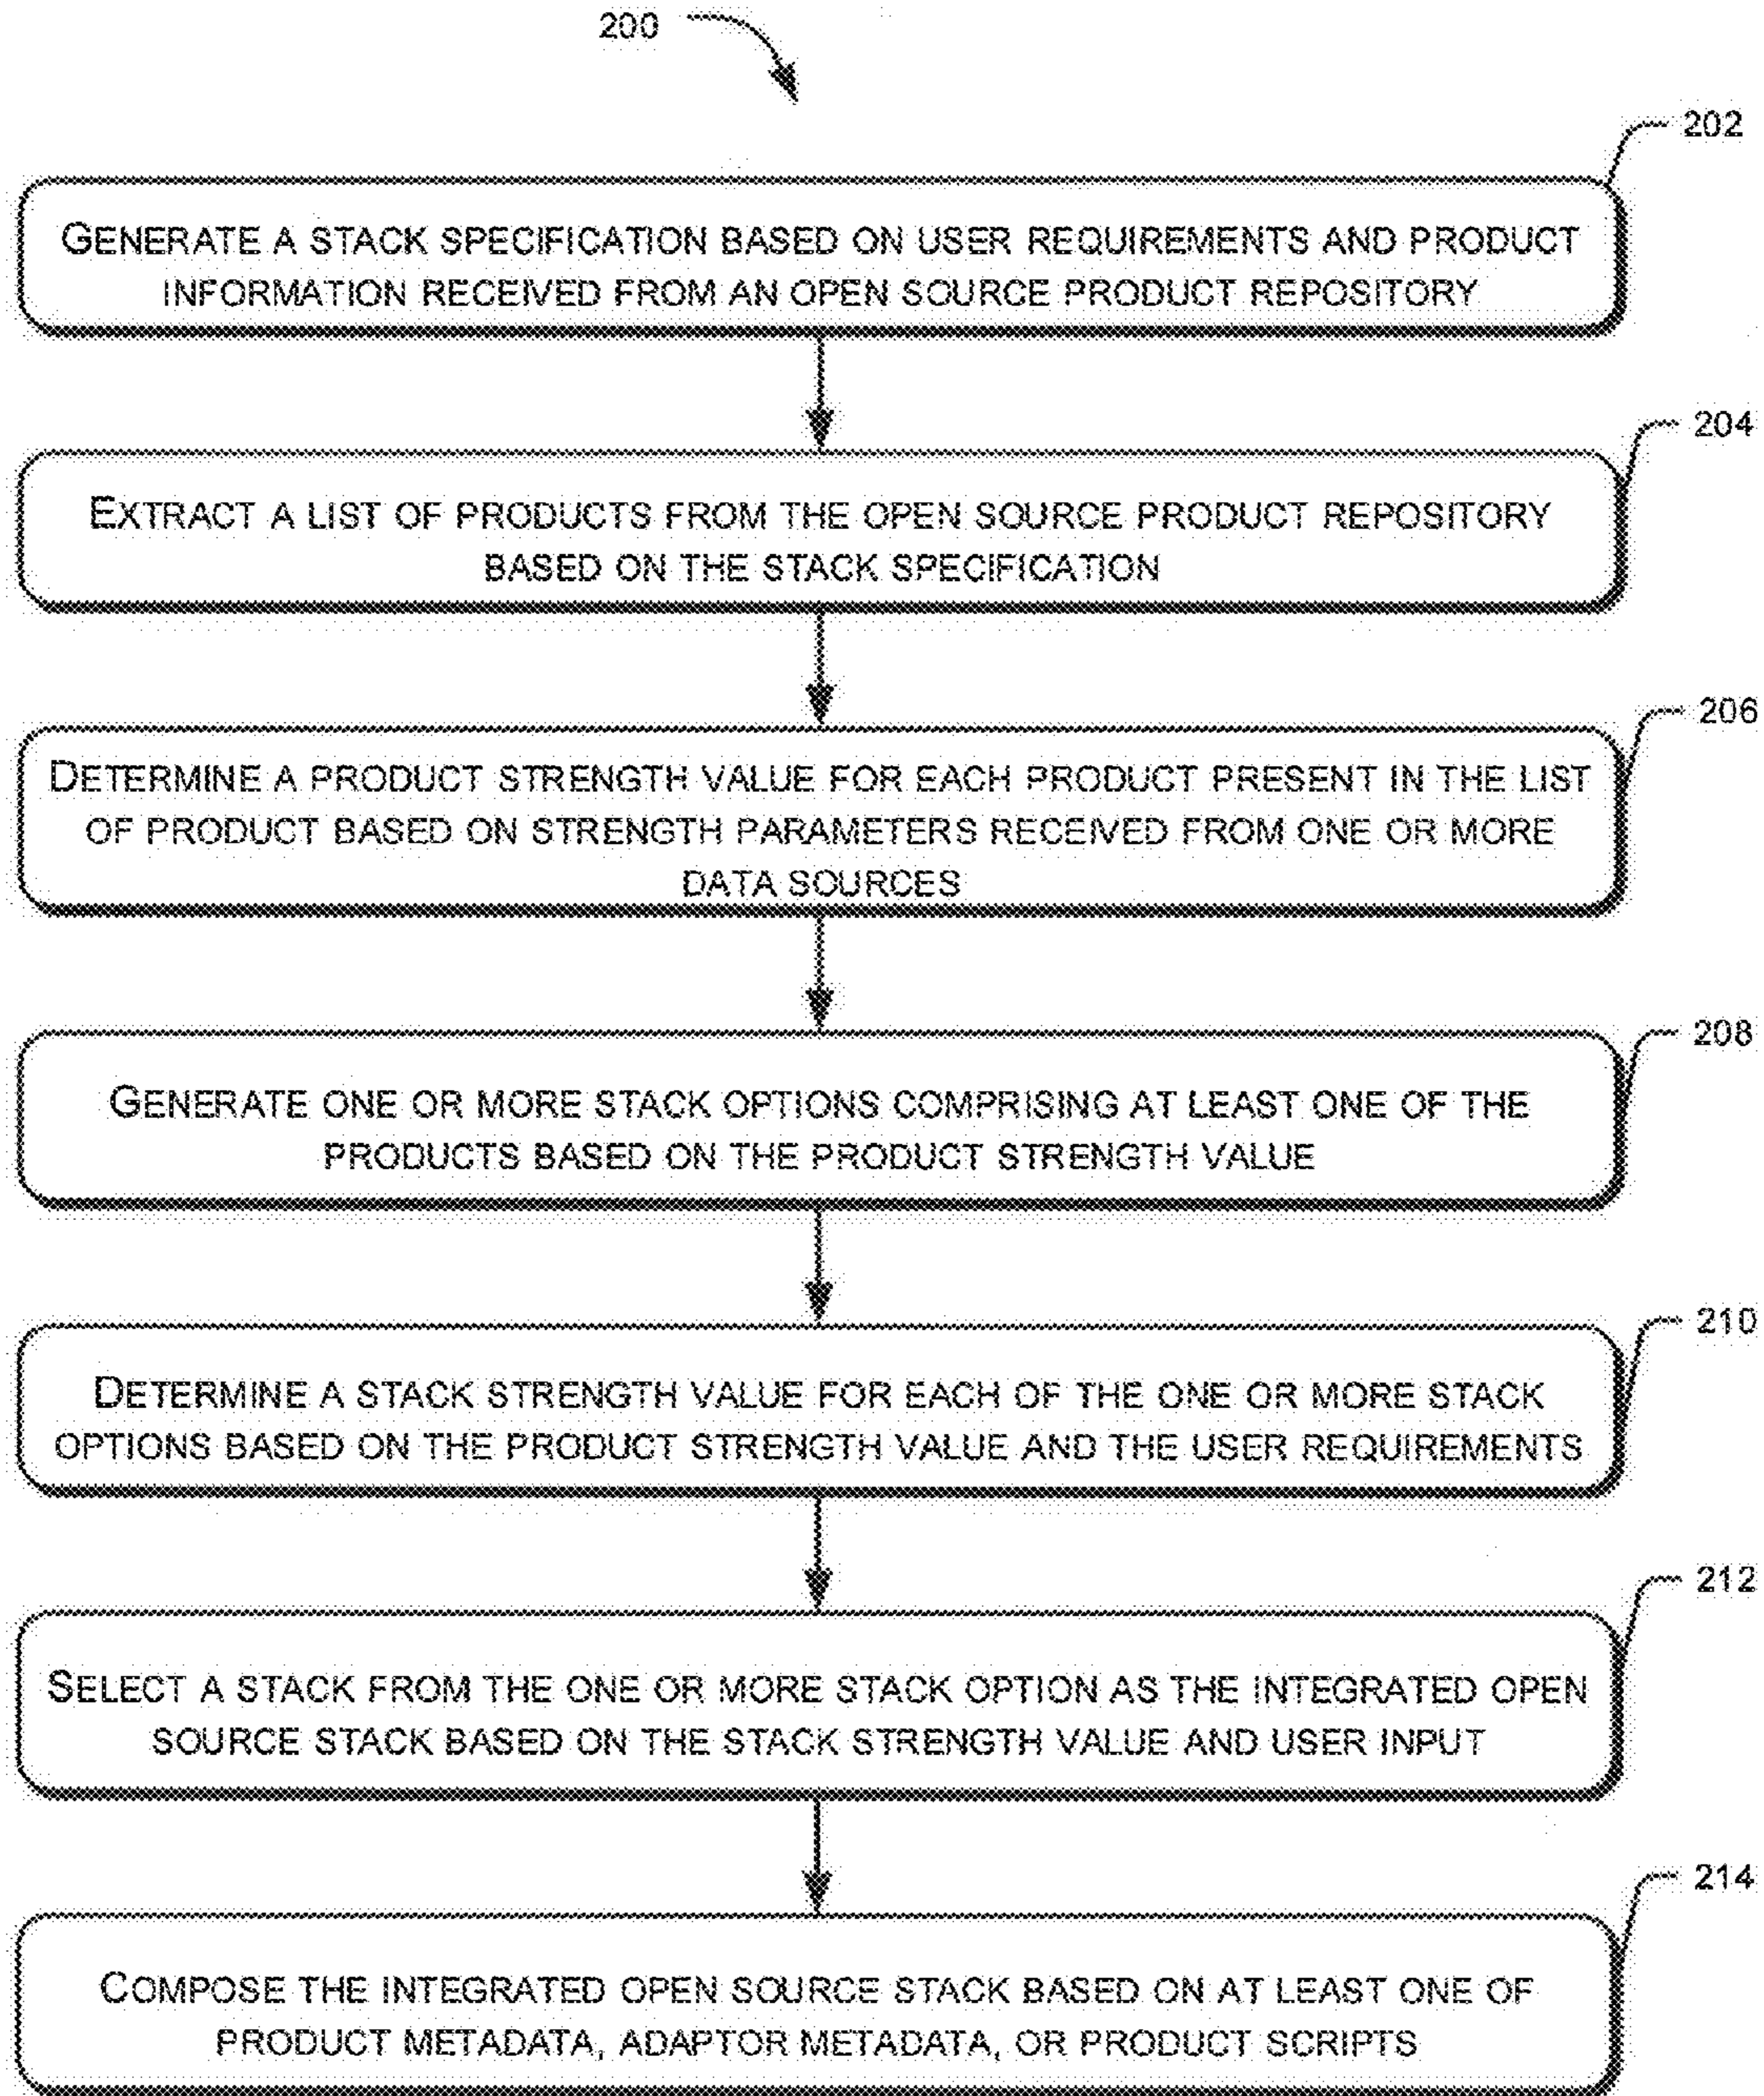 200
202
GENERATE A STACK SPECIFICATION BASED ON USER REQUIREMENTS AND PRODUCT
INFORMATION RECEIVED FROM AN OPEN SOURCE PRODUCT REPOSITORY
204
EXTRACT A LIST OF PRODUCTS FROM THE OPEN SOURCE PRODUCT REPOSITORY
BASED ON THE STACK SPECIFICATION
206
DETERMINE A PRODUCT STRENGTH VALUE FOR EACH PRODUCT PRESENT IN THE LIST
OF PRODUCT BASED ON STRENGTH PARAMETERS RECEIVED FROM ONE OR MORE
DATA SOURCES
208
GENERATE ONE OR MORE STACK OPTIONS COMPRISING AT LEAST ONE OF THE
PRODUCTS BASED ON THE PRODUCT STRENGTH VALUE
210
DETERMINE A STACK STRENGTH VALUE FOR EACH OF THE ONE OR MORE STACK
OPTIONS BASED ON THE PRODUCT STRENGTH VALUE AND THE USER REQUIREMENTS
212
SELECT A STACK FROM THE ONE OR MORE STACK OPTION AS THE INTEGRATED OPEN
SOURCE STACK BASED ON THE STACK STRENGTH VALUE AND USER INPUT
214
COMPOSE THE INTEGRATED OPEN SOURCE STACK BASED ON AT LEAST ONE OF
PRODUCT METADATA, ADAPTOR METADATA, OR PRODUCT SCRIPTS